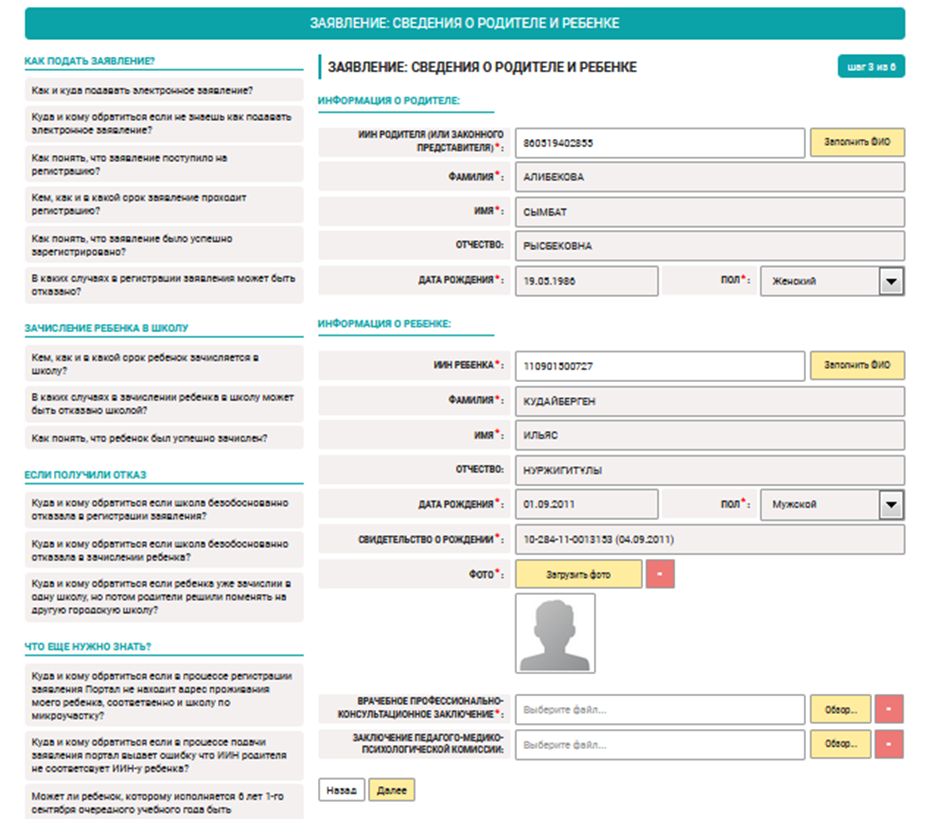 ЗАЯВЛЕНИЕ: СВЕДЕНИЯ О РОДИТЕЛЕ И РЕБЕНКЕ
КАК ПОДАТЬ ЗАЯВЛЕНИЕ?
Как и куда подавать электронное заявление?
Куда и кому обратиться если не знаешь как подавать
электронное заявление?
Как понять, что заявление поступило на
регистрацию?
Кем, как и в какой срок заявление проходит
регистрацию?
Как понять, что заявление было успешно
зарегистрировано?
В каких случаях в регистрации заявления может быть
отказано?
ЗАЧИСЛЕНИЕ РЕБЕНКА В ШКОЛУ
Кем, как и в какой срок ребенок зачисляется в
школу?
В каких случаях в зачислении ребенка в школу может
быть отказано школой?
Как понять, что ребенок был успешно зачислен?
ЕСЛИ ПОЛУЧИЛИ ОТКАЗ
Куда и кому обратиться если школа безобоснованно
отказала в регистрации заявления?
Куда и кому обратиться если школа безобоснованно
отказала в зачислении ребенка?
Куда и кому обратиться если ребенка уже зачислии в
одну школу, но потом родители решили поменять на
другую городскую школу?
ЧТО ЕЩЕ НУЖНО ЗНАТЬ?
Куда и кому обратиться если в процессе регистрации
заявления Портал не находит адрес проживания
моего ребенка, соответвенно и школу по
микроучастку?
Куда и кому обратиться если в процессе подачи
заявления портал выдает ошибку что ИИН родителя
не соответсвует ИИН-у ребенка?
Может ли ребенок, которому исполняется 6 лет 1-го
сентября очередного учебного года быть
ЗАЯВЛЕНИЕ: СВЕДЕНИЯ О РОДИТЕЛЕ И РЕБЕНКЕ
шаг 3 из 6
ИНФОРМАЦИЯ О РОДИТЕЛЕ:
ИИН РОДИТЕЛЯ (ИЛИ ЗАКОННОГО
ПРЕДСТАВИТЕЛЯ)*: 860519402855 Заполнить ФИО
ФАМИЛИЯ*: АЛИБЕКОВА
ИМЯ*: СЫМБАТ
ОТЧЕСТВО: РЫСБЕКОВНА
ДАТА РОЖДЕНИЯ*: 19.05.1986 ПОЛ*: Женский
ИНФОРМАЦИЯ О РЕБЕНКЕ:
ИИН РЕБЕНКА*: 110901500727 Заполнить ФИО
ФАМИЛИЯ*: КУДАЙБЕРГЕН
ИМЯ*: ИЛЬЯС
ОТЧЕСТВО: НУРЖИГИТҰЛЫ
ДАТА РОЖДЕНИЯ*: 01.09.2011 ПОЛ*: Мужской
СВИДЕТЕЛЬСТВО О РОЖДЕНИИ*: 10-284-11-0013153 (04.09.2011)
ФОТО*: Загрузить фото -
ВРАЧЕБНОЕ ПРОФЕССИОНАЛЬНО-
КОНСУЛЬТАЦИОННОЕ ЗАКЛЮЧЕНИЕ*: Выберите файл... Обзор... -
ЗАКЛЮЧЕНИЕ ПЕДАГОГО-МЕДИКО-
ПСИХОЛОГИЧЕСКОЙ КОМИССИИ: Выберите файл... Обзор... -
Назад Далее